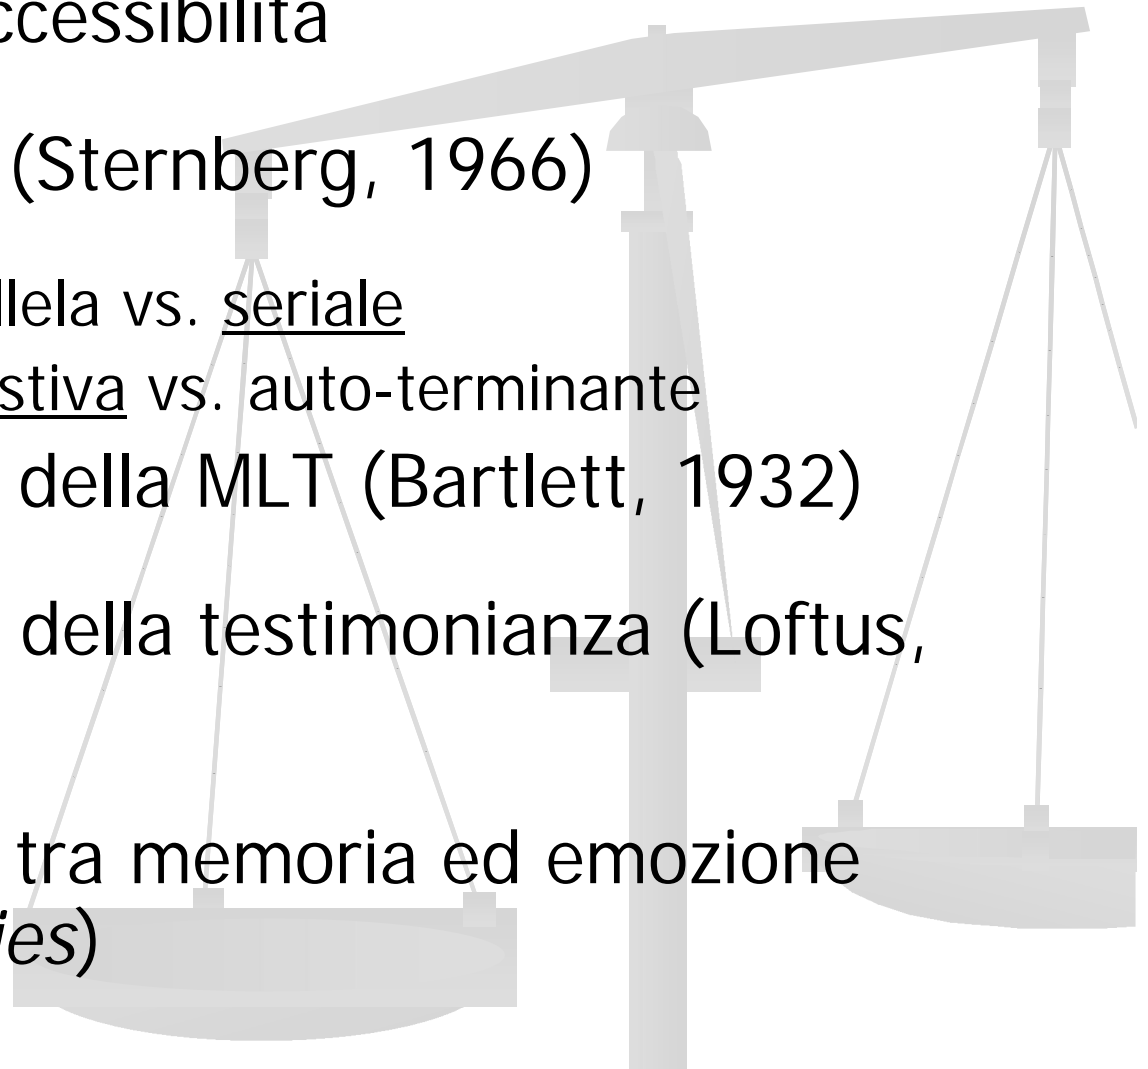 ccessibilità
(Sternberg, 1966)
llela vs. seriale
stiva vs. auto-terminante
della MLT (Bartlett, 1932)
della testimonianza (Loftus,
tra memoria ed emozione
ies)